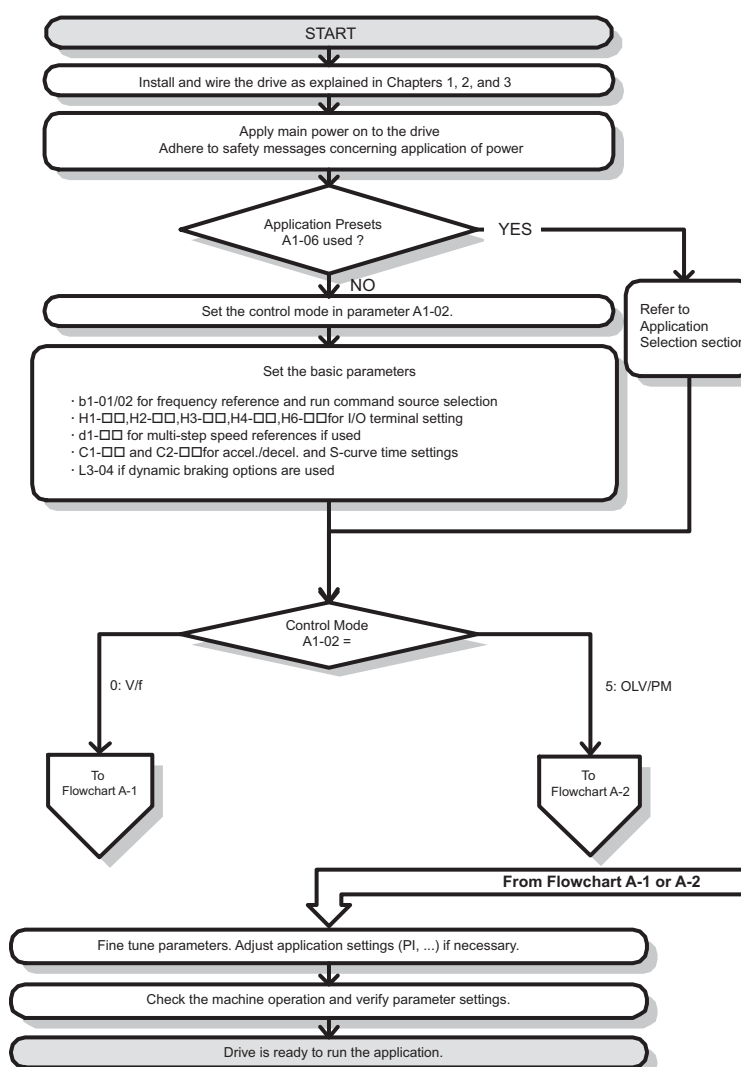 START
Install and wire the drive as explained in Chapters 1, 2, and 3
Apply main power on to the drive
Adhere to safety messages concerning application of power
Application Presets
A1-06 used ?
YES
NO
Set the control mode in parameter A1-02.
Refer to
Application
Selection section
Set the basic parameters
· b1-01/02 for frequency reference and run command source selection
· H1-□□,H2-□□,H3-□□,H4-□□,H6-□□for I/O terminal setting
· d1-□□ for multi-step speed references if used
· C1-□□ and C2-□□for accel./decel. and S-curve time settings
· L3-04 if dynamic braking options are used
Control Mode
A1-02 =
0: V/f
5: OLV/PM
To
Flowchart A-1
To
Flowchart A-2
From Flowchart A-1 or A-2
Fine tune parameters. Adjust application settings (PI, ...) if necessary.
Check the machine operation and verify parameter settings.
Drive is ready to run the application.